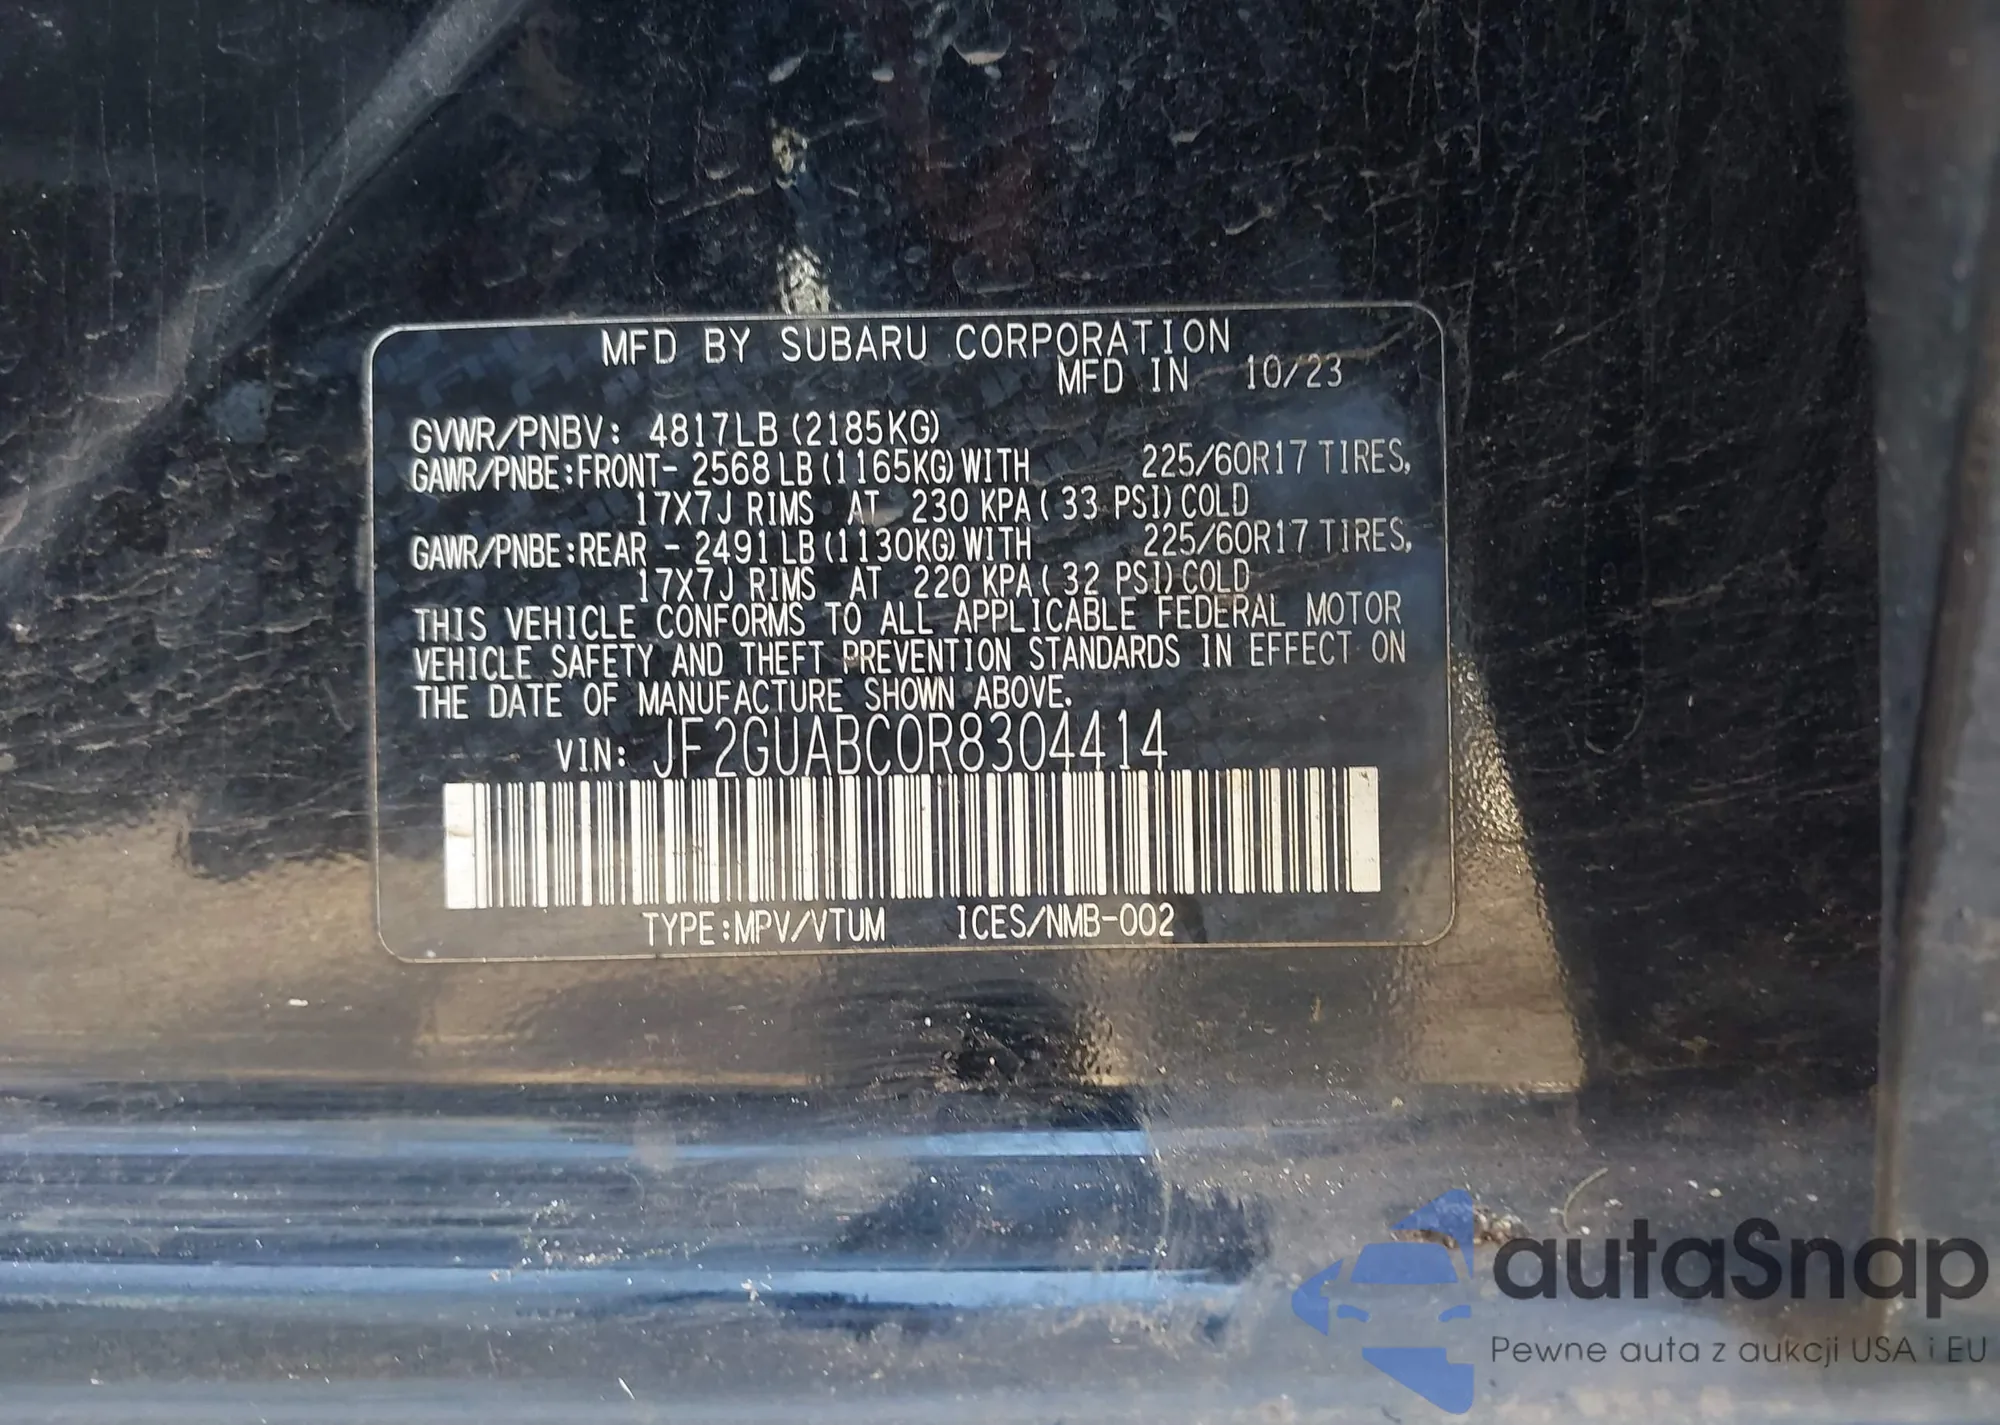 MFD BY SUBARU CORPORATION
MFD IN 10/23
GVWR/PNBV: 4817LB (2185KG)
GAWR/PNBE:FRONT- 2568 LB (1165KG) WITH 225/60R17 TIRES,
17X7J RIMS AT 230 KPA ( 33 PSI) COLD
GAWR/PNBE:REAR - 2491 LB (1130KG) WITH 225/60R17 TIRES,
17X7J RIMS AT 220 KPA ( 32 PSI) COLD
THIS VEHICLE CONFORMS TO ALL APPLICABLE FEDERAL MOTOR
VEHICLE SAFETY AND THEFT PREVENTION STANDARDS IN EFFECT ON
THE DATE OF MANUFACTURE SHOWN ABOVE.
VIN: JF2GUABC0R8304414
TYPE:MPV/VTUM ICES/NMB-002
autaSnap
Pewne auta z aukcji USA i EU